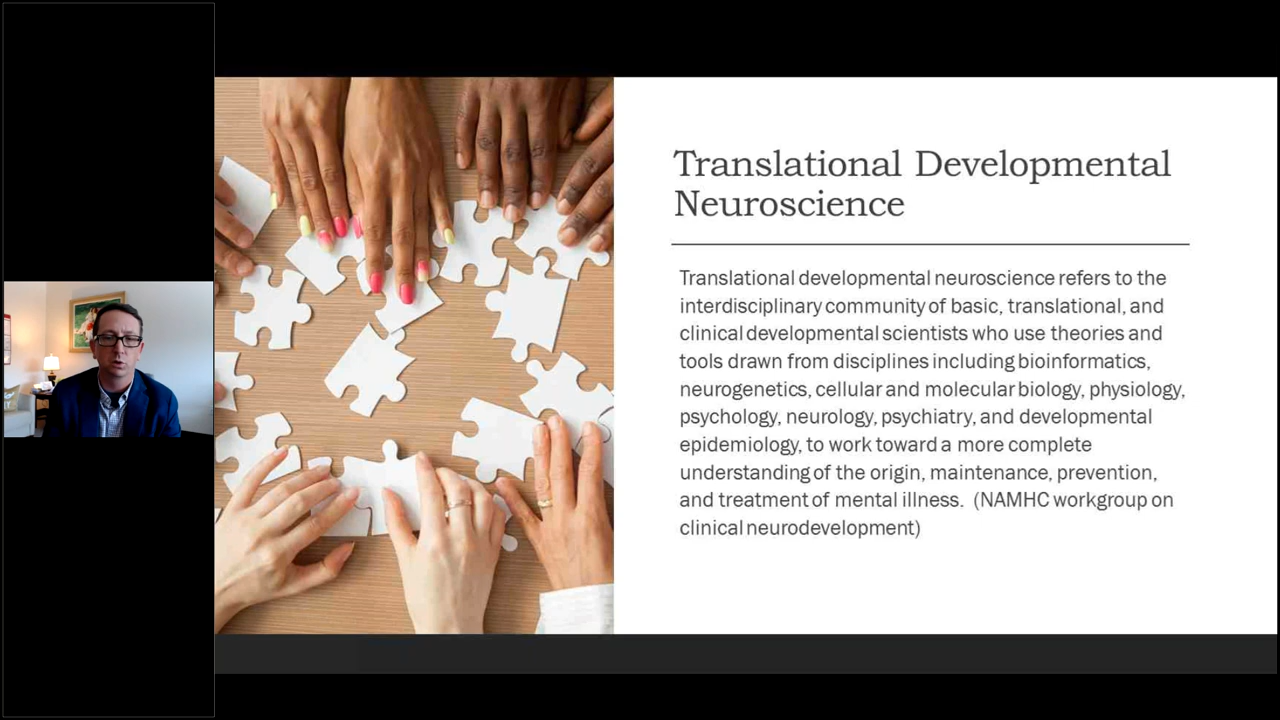 Translational Developmental
Neuroscience
Translational developmental neuroscience refers to the
interdisciplinary community of basic, translational, and
clinical developmental scientists who use theories and
tools drawn from disciplines including bioinformatics,
neurogenetics, cellular and molecular biology, physiology,
psychology, neurology, psychiatry, and developmental
epidemiology, to work toward a more complete
understanding of the origin, maintenance, prevention,
and treatment of mental illness. (NAMHC workgroup on
clinical neurodevelopment)